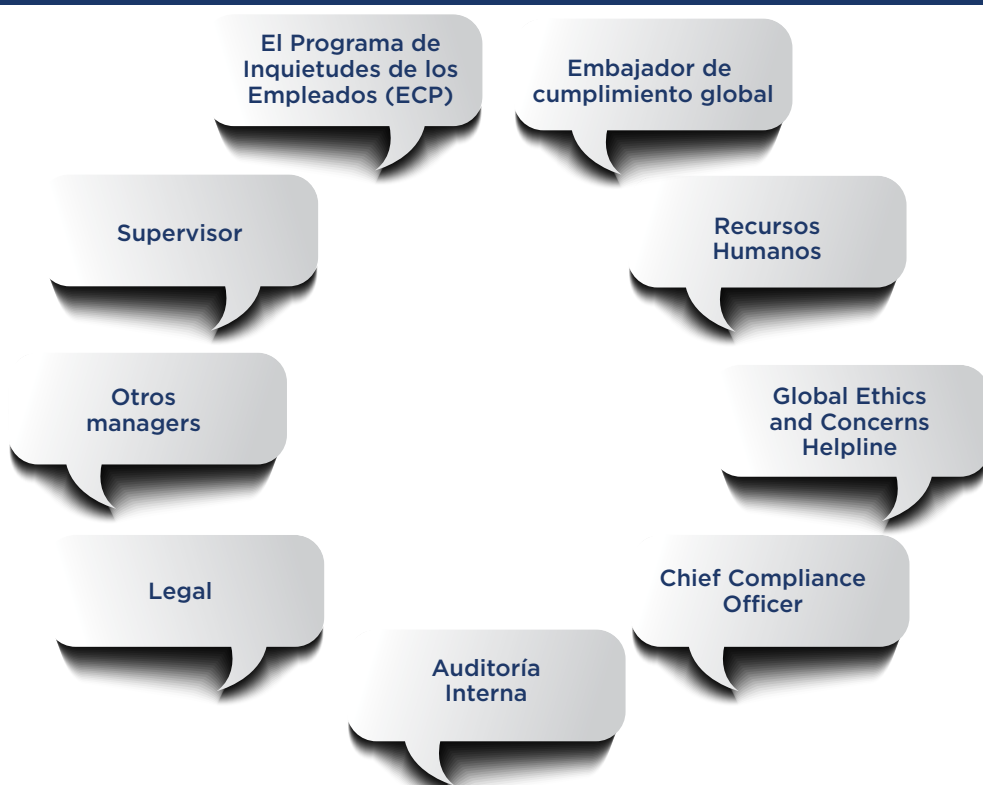 El Programa de
Inquietudes de los
Empleados (ECP)
Embajador de
cumplimiento global
Supervisor
Recursos
Humanos
Otros
managers
Global Ethics
and Concerns
Helpline
Legal
Chief Compliance
Officer
Auditoría
Interna